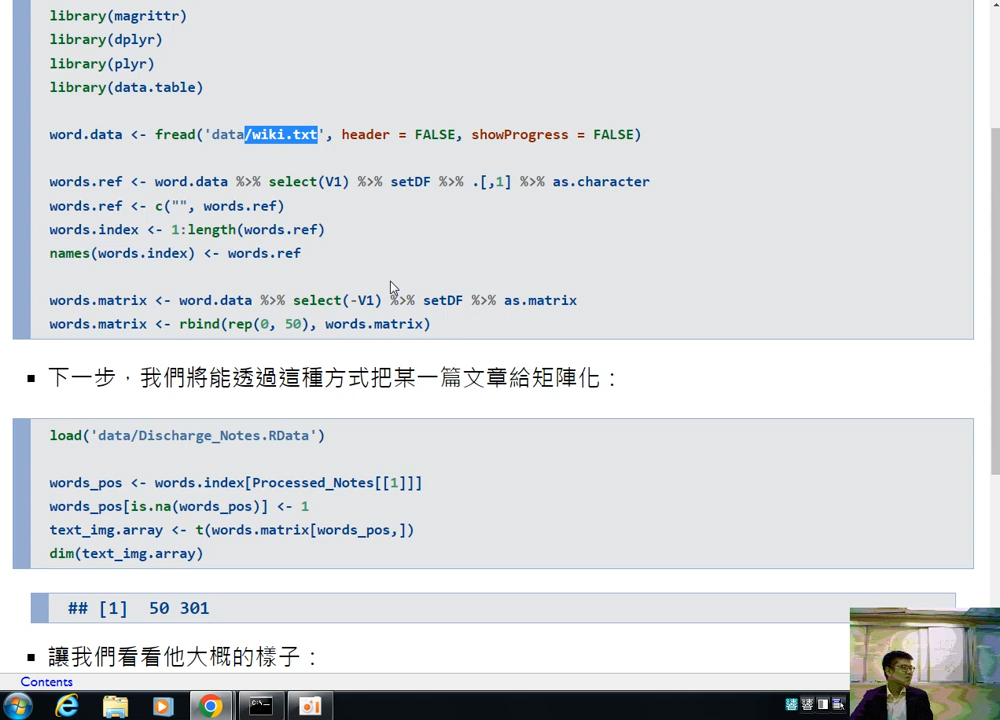 library(magrittr)
library(dplyr)
library(plyr)
library(data.table)
word.data <- fread('data/wiki.txt', header = FALSE, showProgress = FALSE)
words.ref <- word.data %>% select(V1) %>% setDF %>% .[,1] %>% as.character
words.ref <- c("", words.ref)
words.index <- 1:length(words.ref)
names(words.index) <- words.ref
words.matrix <- word.data %>% select(-V1) %>% setDF %>% as.matrix
words.matrix <- rbind(rep(0, 50), words.matrix)
▪ 下一步，我們將能透過這種方式把某一篇文章給矩陣化：
load('data/Discharge_Notes.RData')
words_pos <- words.index[Processed_Notes[[1]]]
words_pos[is.na(words_pos)] <- 1
text_img.array <- t(words.matrix[words_pos,])
dim(text_img.array)
## [1]  50 301
▪ 讓我們看看他大概的樣子：
Contents